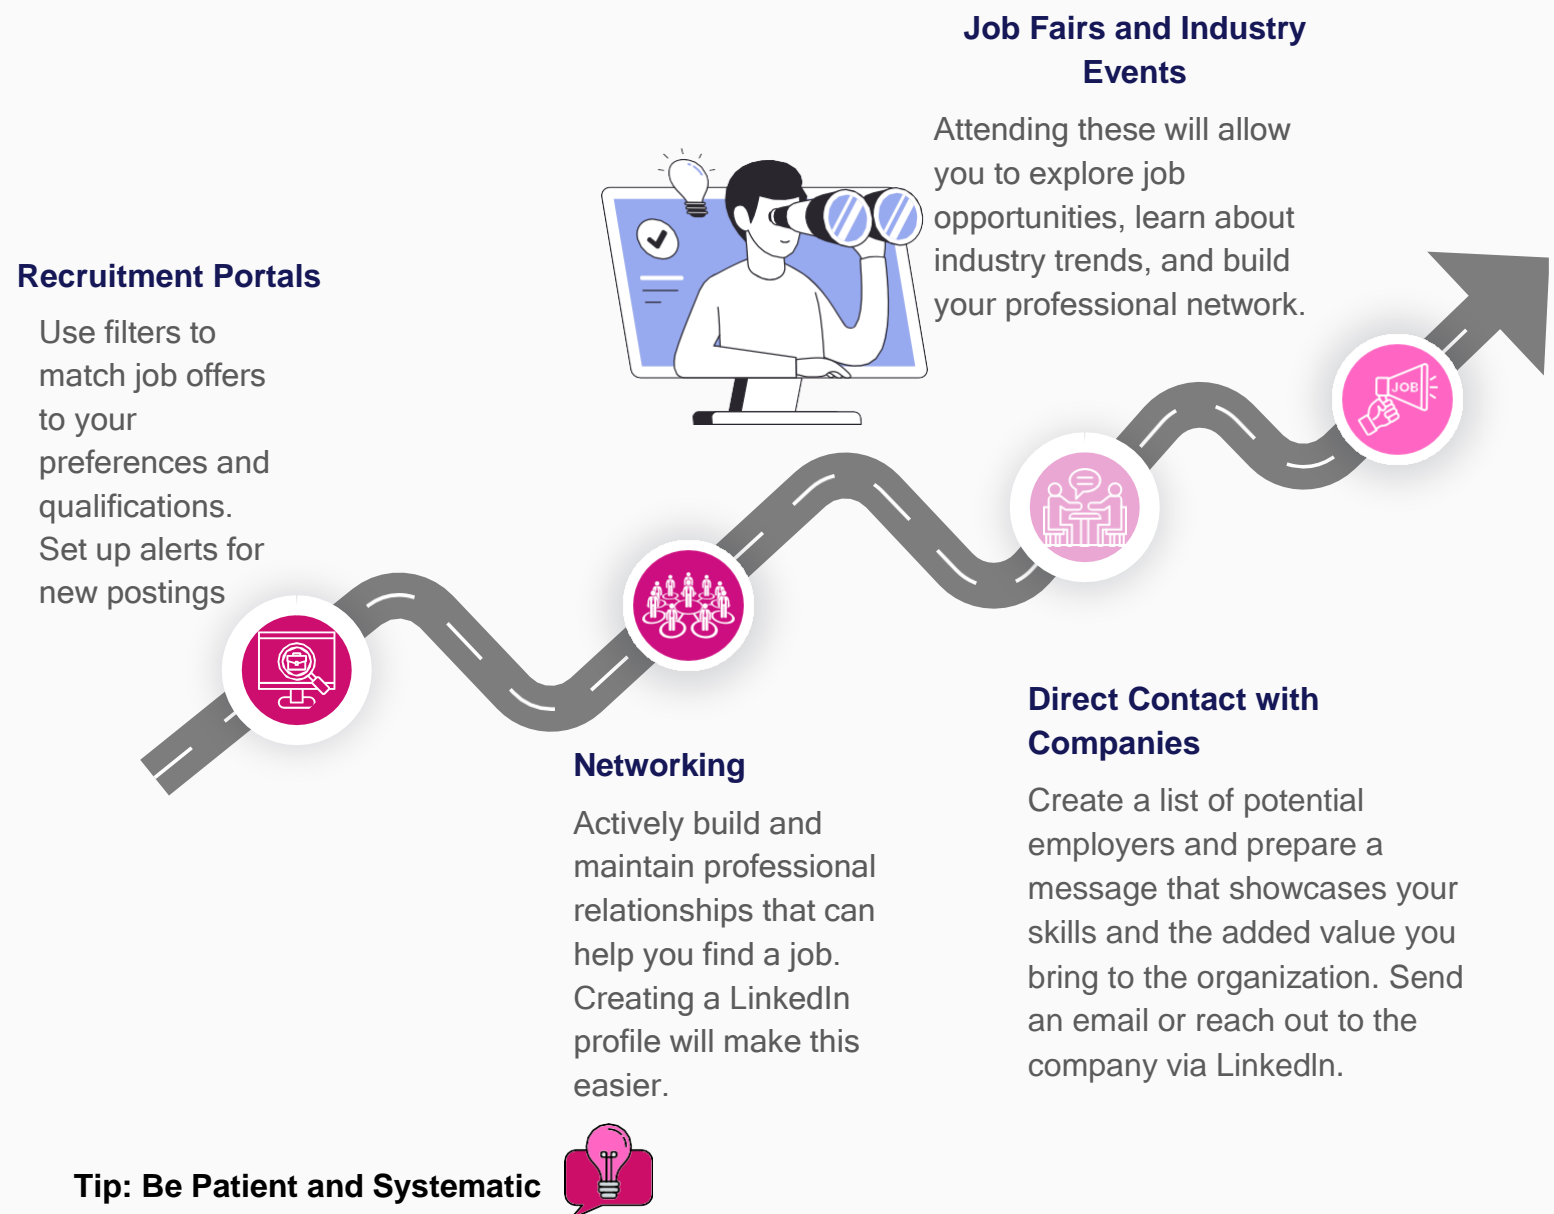 Job Fairs and Industry
Events
Attending these will allow
you to explore job
opportunities, learn about
industry trends, and build
your professional network.
Recruitment Portals
Use filters to
match job offers
to your
preferences and
qualifications.
Set up alerts for
new postings
JOB
Networking
Actively build and
maintain professional
relationships that can
help you find a job.
Creating a LinkedIn
profile will make this
easier.
Direct Contact with
Companies
Create a list of potential
employers and prepare a
message that showcases your
skills and the added value you
bring to the organization. Send
an email or reach out to the
company via LinkedIn.
Tip: Be Patient and Systematic